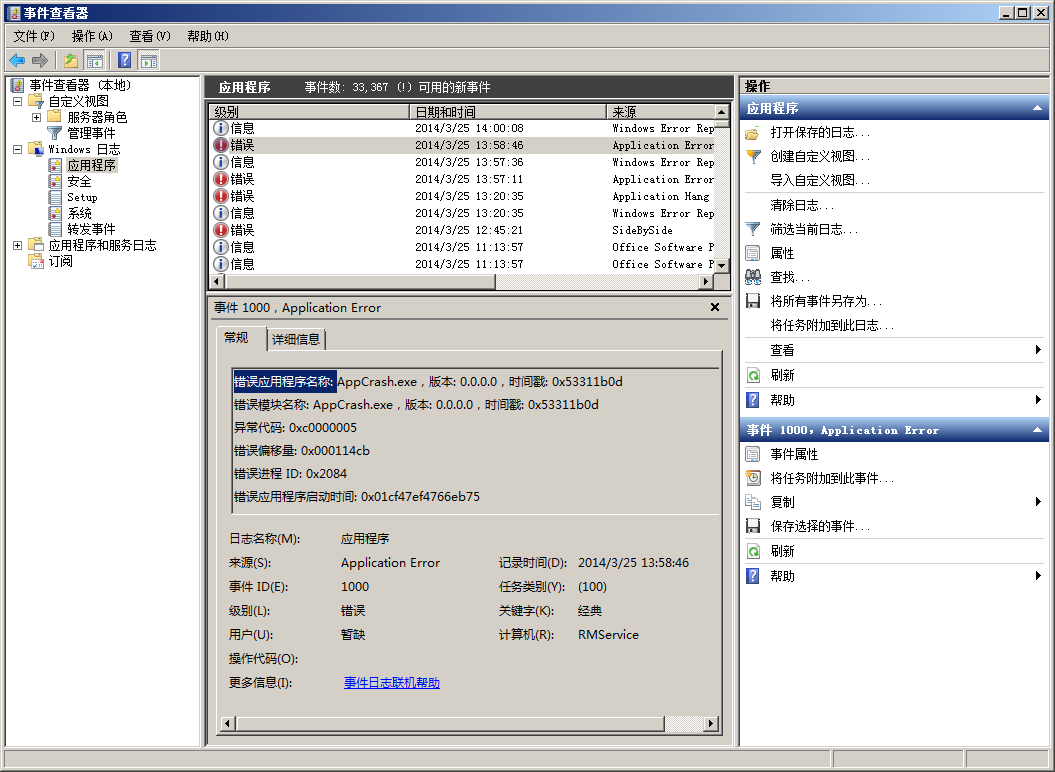 事件查看器
文件(F) 操作(A) 查看(V) 帮助(H)
事件查看器 (本地)
自定义视图
服务器角色
管理事件
Windows 日志
应用程序
安全
Setup
系统
转发事件
应用程序和服务日志
订阅
应用程序 事件数: 33,367 (!) 可用的新事件
级别 日期和时间 来源
信息 2014/3/25 14:00:08 Windows Error Rep
错误 2014/3/25 13:58:46 Application Error
信息 2014/3/25 13:57:36 Windows Error Rep
错误 2014/3/25 13:57:11 Application Error
错误 2014/3/25 13:20:35 Application Hang
信息 2014/3/25 13:20:35 Windows Error Rep
错误 2014/3/25 12:45:21 SideBySide
信息 2014/3/25 11:13:57 Office Software P
信息 2014/3/25 11:13:57 Office Software P
事件 1000，Application Error
常规 详细信息
错误应用程序名称: AppCrash.exe，版本: 0.0.0.0，时间戳: 0x53311b0d
错误模块名称: AppCrash.exe，版本: 0.0.0.0，时间戳: 0x53311b0d
异常代码: 0xc0000005
错误偏移量: 0x000114cb
错误进程 ID: 0x2084
错误应用程序启动时间: 0x01cf47ef4766eb75
日志名称(M): 应用程序
来源(S): Application Error 记录时间(D): 2014/3/25 13:58:46
事件 ID(E): 1000 任务类别(Y): (100)
级别(L): 错误 关键字(K): 经典
用户(U): 暂缺 计算机(R): RMService
操作代码(O):
更多信息(I): 事件日志联机帮助
操作
应用程序
打开保存的日志...
创建自定义视图...
导入自定义视图...
清除日志...
筛选当前日志...
属性
查找...
将所有事件另存为...
将任务附加到此日志...
查看
刷新
帮助
事件 1000，Application Error
事件属性
将任务附加到此事件...
复制
保存选择的事件...
刷新
帮助